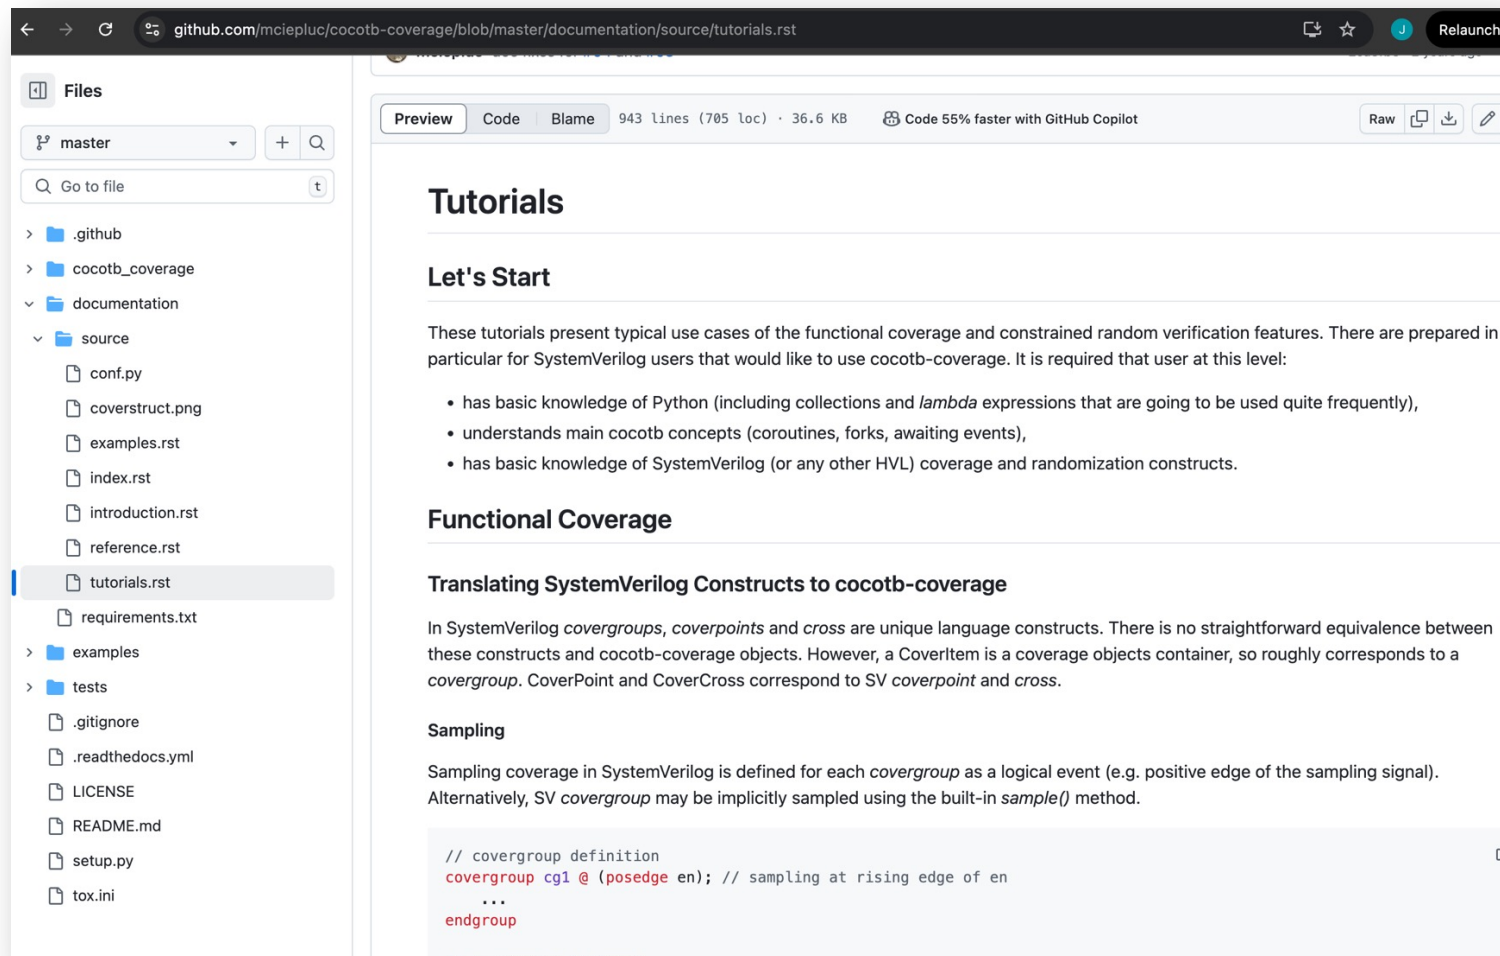 github.com/mciepluc/cocotb-coverage/blob/master/documentation/source/tutorials.rst
J
Relaunch
Files
master
Go to file
t
.github
cocotb_coverage
documentation
source
conf.py
coverstruct.png
examples.rst
index.rst
introduction.rst
reference.rst
tutorials.rst
requirements.txt
examples
tests
.gitignore
.readthedocs.yml
LICENSE
README.md
setup.py
tox.ini
Preview
Code
Blame
943 lines (705 loc) · 36.6 KB
Code 55% faster with GitHub Copilot
Raw
Tutorials
Let's Start
These tutorials present typical use cases of the functional coverage and constrained random verification features. There are prepared in
particular for SystemVerilog users that would like to use cocotb-coverage. It is required that user at this level:
• has basic knowledge of Python (including collections and lambda expressions that are going to be used quite frequently),
• understands main cocotb concepts (coroutines, forks, awaiting events),
• has basic knowledge of SystemVerilog (or any other HVL) coverage and randomization constructs.
Functional Coverage
Translating SystemVerilog Constructs to cocotb-coverage
In SystemVerilog covergroups, coverpoints and cross are unique language constructs. There is no straightforward equivalence between
these constructs and cocotb-coverage objects. However, a CoverItem is a coverage objects container, so roughly corresponds to a
covergroup. CoverPoint and CoverCross correspond to SV coverpoint and cross.
Sampling
Sampling coverage in SystemVerilog is defined for each covergroup as a logical event (e.g. positive edge of the sampling signal).
Alternatively, SV covergroup may be implicitly sampled using the built-in sample() method.
// covergroup definition
covergroup cg1 @ (posedge en); // sampling at rising edge of en
...
endgroup